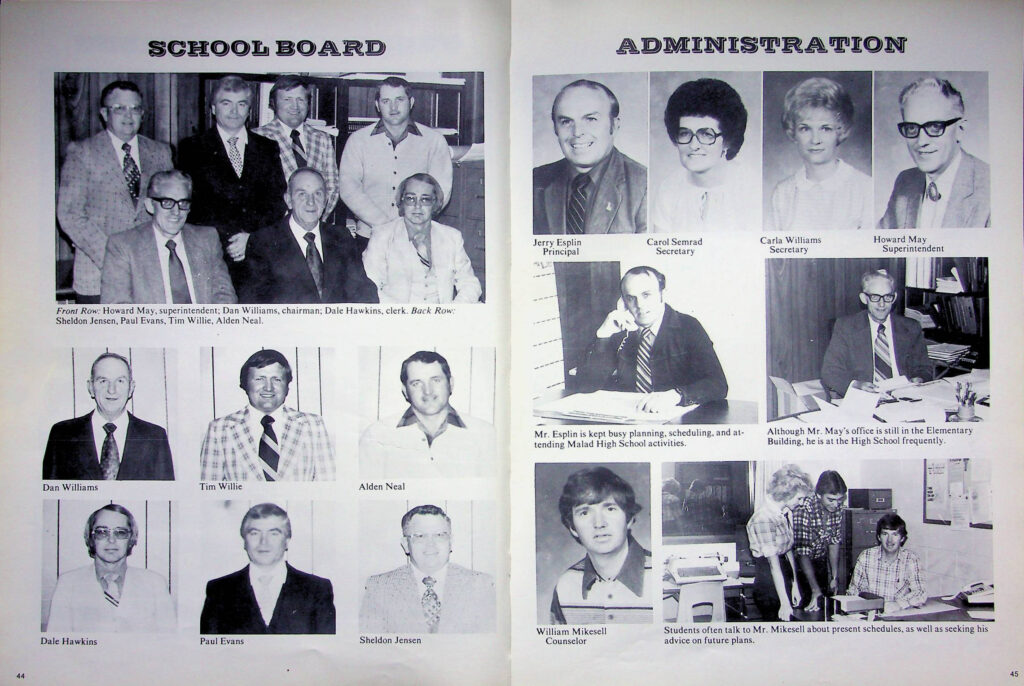 SCHOOL BOARD
Front Row: Howard May, superintendent; Dan Williams, chairman; Dale Hawkins, clerk. Back Row:
Sheldon Jensen, Paul Evans, Tim Willie, Alden Neal.
Dan Williams
Tim Willie
Alden Neal
Dale Hawkins
Paul Evans
Sheldon Jensen
44
ADMINISTRATION
Jerry Esplin
Principal
Carol Semrad
Secretary
Carla Williams
Secretary
Howard May
Superintendent
Mr. Esplin is kept busy planning, scheduling, and at-
tending Malad High School activities.
Although Mr. May's office is still in the Elementary
Building, he is at the High School frequently.
William Mikesell
Counselor
Students often talk to Mr. Mikesell about present schedules, as well as seeking his
advice on future plans.
45